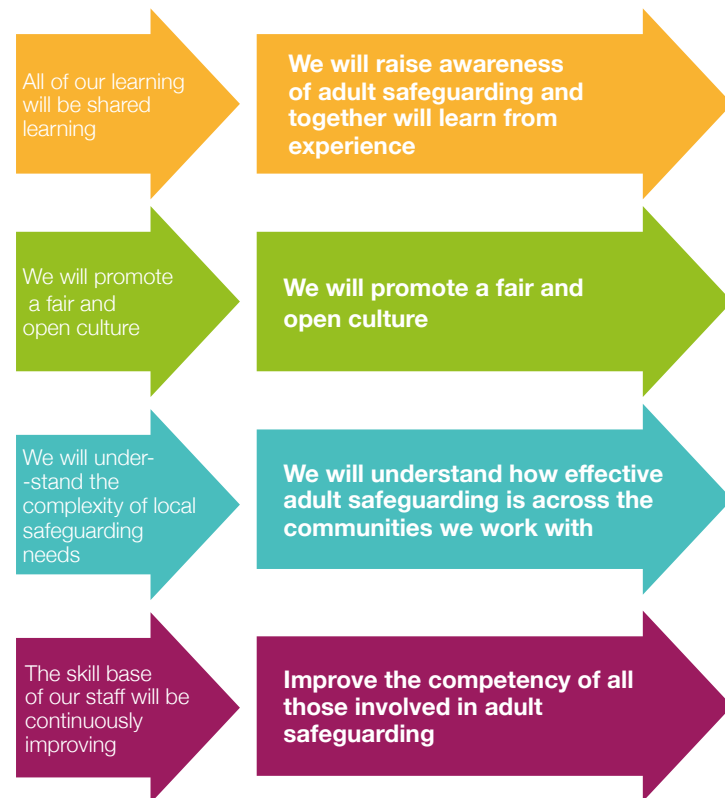 All of our learning
will be shared
learning
We will raise awareness
of adult safeguarding and
together will learn from
experience
We will promote
a fair and
open culture
We will promote a fair and
open culture
We will under-
-stand the
complexity of local
safeguarding
needs
We will understand how effective
adult safeguarding is across the
communities we work with
The skill base
of our staff will be
continuously
improving
Improve the competency of all
those involved in adult
safeguarding